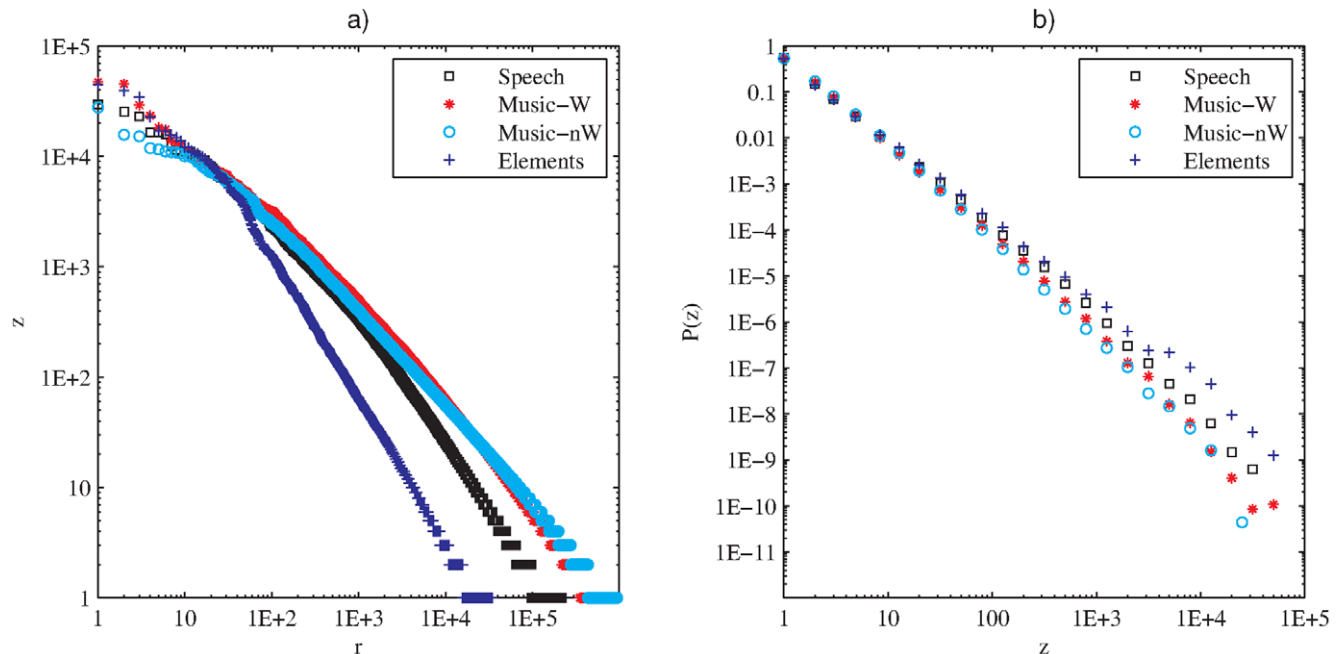 a)
1E+5
1E+4
1E+3
1E+2
10
1
z
1
10
1E+2
1E+3
1E+4
1E+5
r
Speech
Music-W
Music-nW
Elements
b)
1
0.1
0.01
1E-3
1E-4
1E-5
1E-6
1E-7
1E-8
1E-9
1E-10
1E-11
P(z)
1
10
100
1E+3
1E+4
1E+5
z
Speech
Music-W
Music-nW
Elements